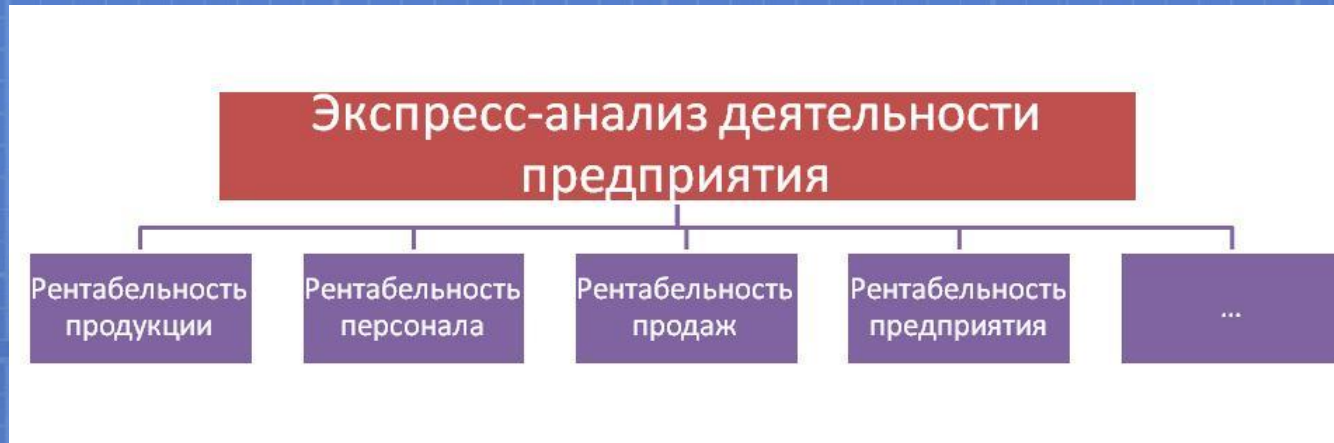 Экспресс-анализ деятельности
предприятия
Рентабельность
продукции
Рентабельность
персонала
Рентабельность
продаж
Рентабельность
предприятия
...